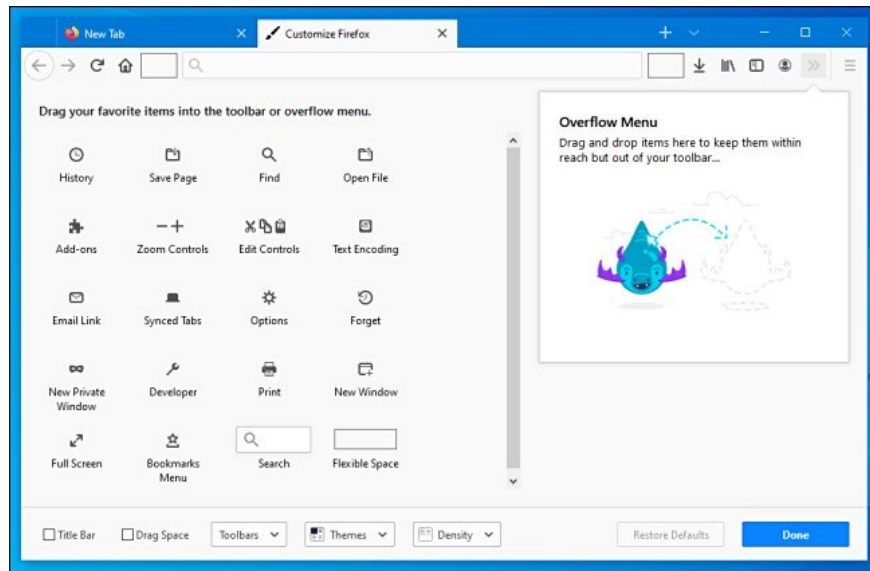 New Tab
Customize Firefox
Drag your favorite items into the toolbar or overflow menu.
History
Save Page
Find
Open File
Add-ons
Zoom Controls
Edit Controls
Text Encoding
Email Link
Synced Tabs
Options
Forget
New Private
Window
Developer
Print
New Window
Full Screen
Bookmarks
Menu
Search
Flexible Space
Overflow Menu
Drag and drop items here to keep them within
reach but out of your toolbar...
Title Bar
Drag Space
Toolbars
Themes
Density
Restore Defaults
Done